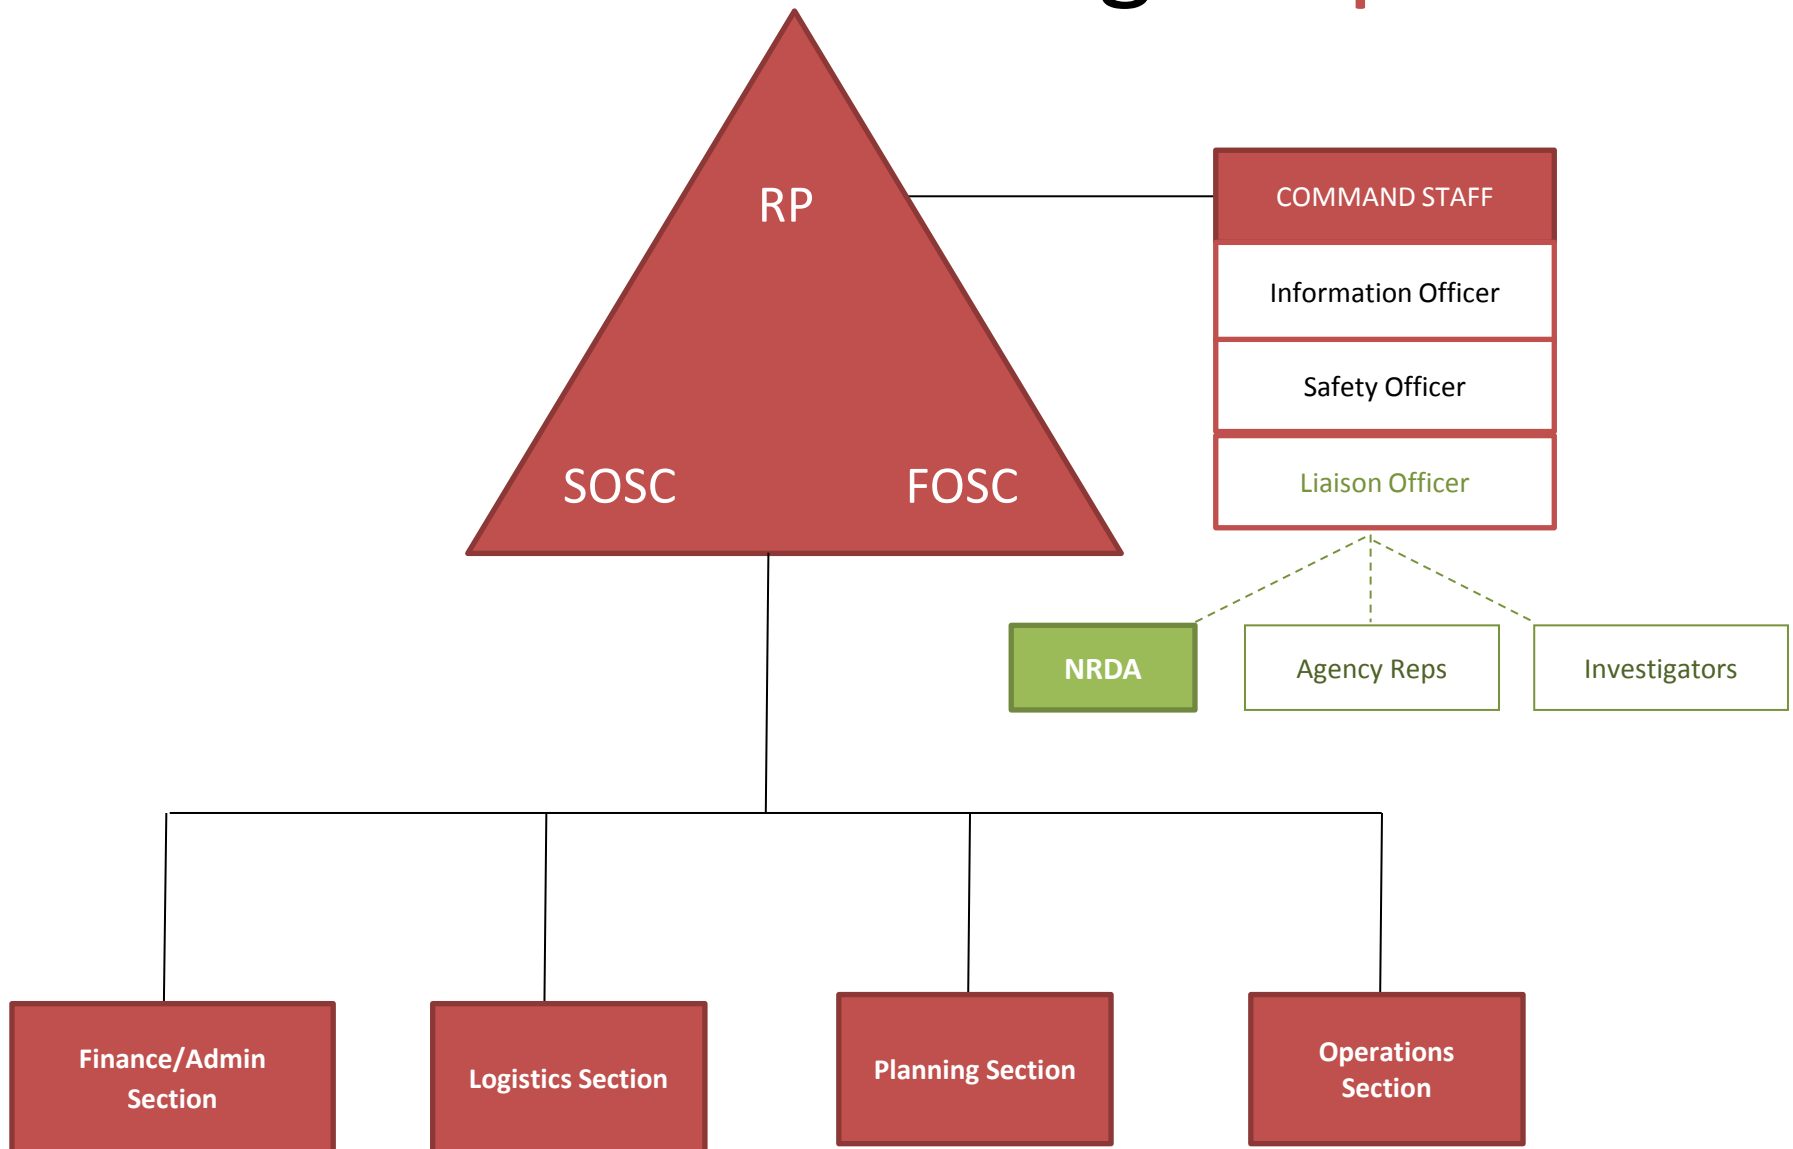 RP
COMMAND STAFF
Information Officer
Safety Officer
SOSC
FOSC
Liaison Officer
NRDA
Agency Reps
Investigators
Finance/Admin
Section
Logistics Section
Planning Section
Operations
Section